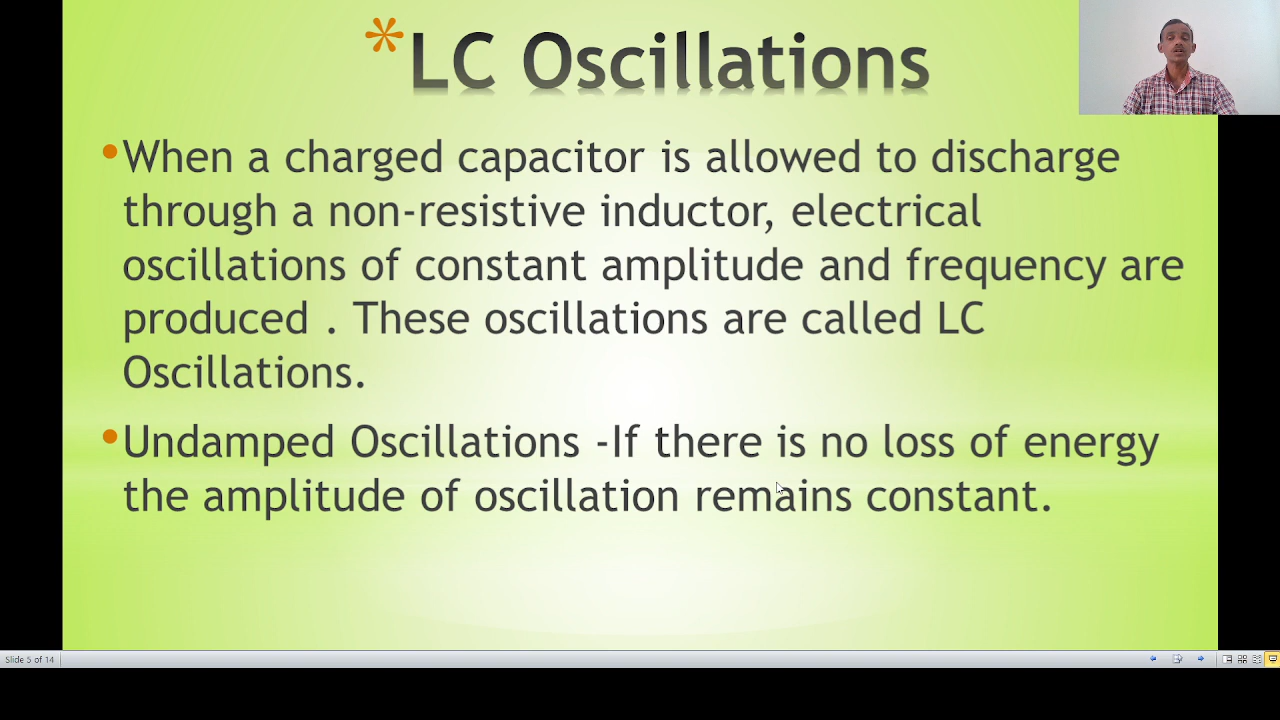 *LC Oscillations
•When a charged capacitor is allowed to discharge
through a non-resistive inductor, electrical
oscillations of constant amplitude and frequency are
produced . These oscillations are called LC
Oscillations.
•Undamped Oscillations -If there is no loss of energy
the amplitude of oscillation remains constant.
Slide 5 of 14